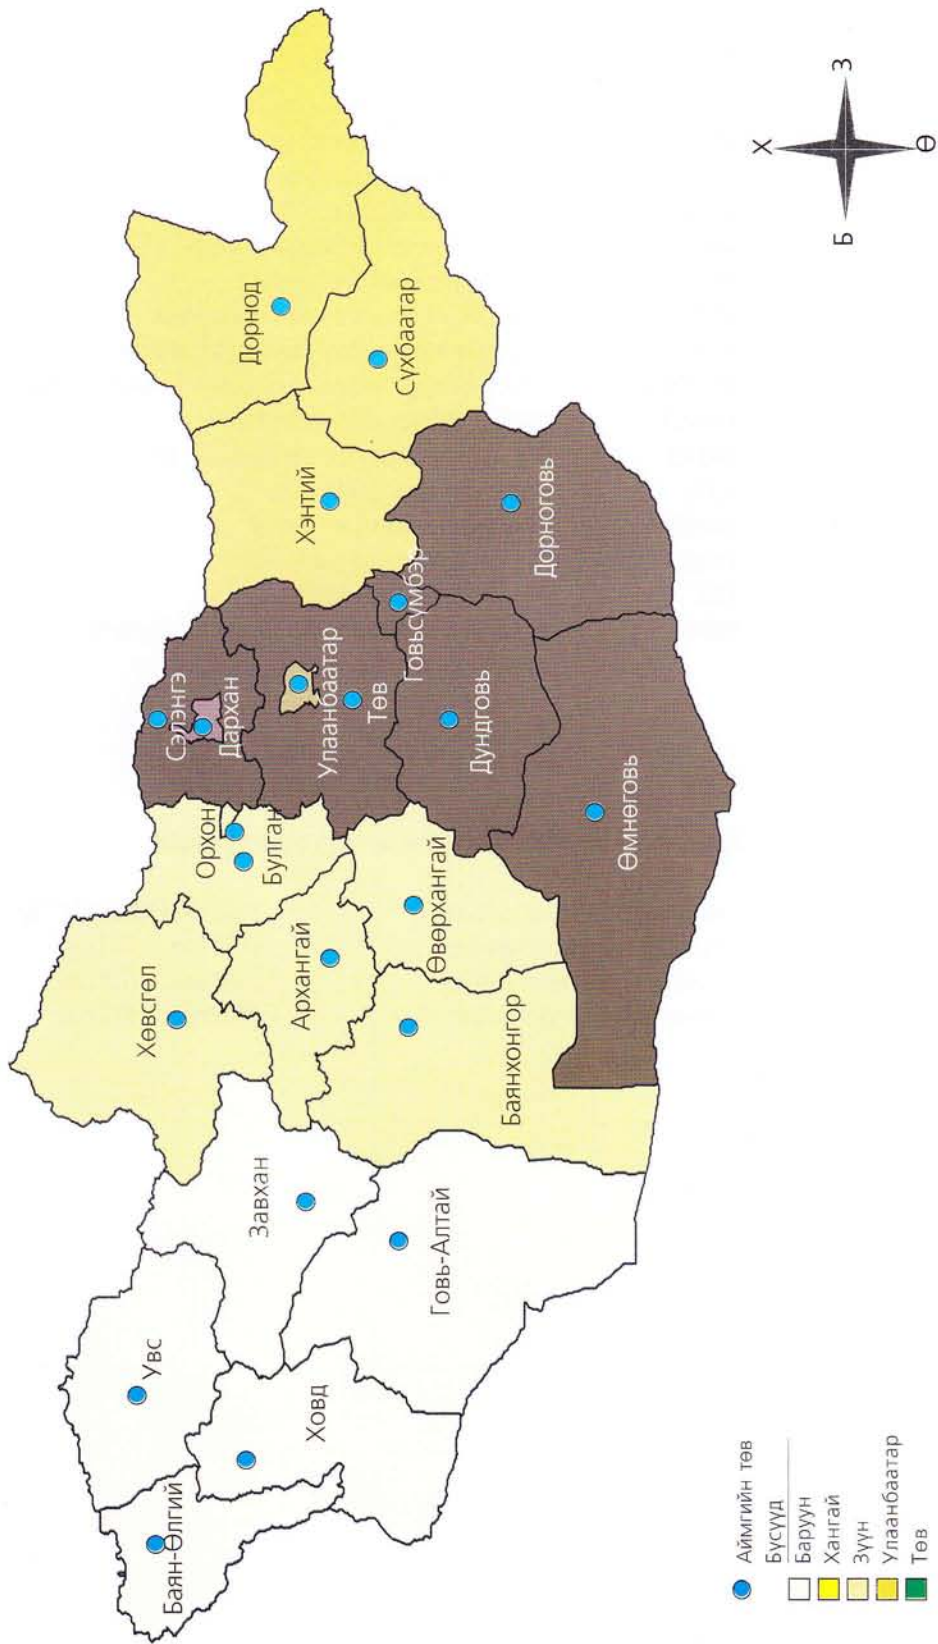 Баян-Өлгий
Увс
Ховд
Завхан
Говь-Алтай
Хөвсгөл
Архангай
Баянхонгор
Өвөрхангай
Орхон
Булган
Сэлэнгэ
Дархан
Улаанбаатар
Төв
Говьсүмбэр
Дундговь
Өмнөговь
Дорноговь
Хэнтий
Дорнод
Сүхбаатар
Х
Б
З
Ө
Аймгийн төв
Бүсүүд
Баруун
Хангай
Зүүн
Улаанбаатар
Төв